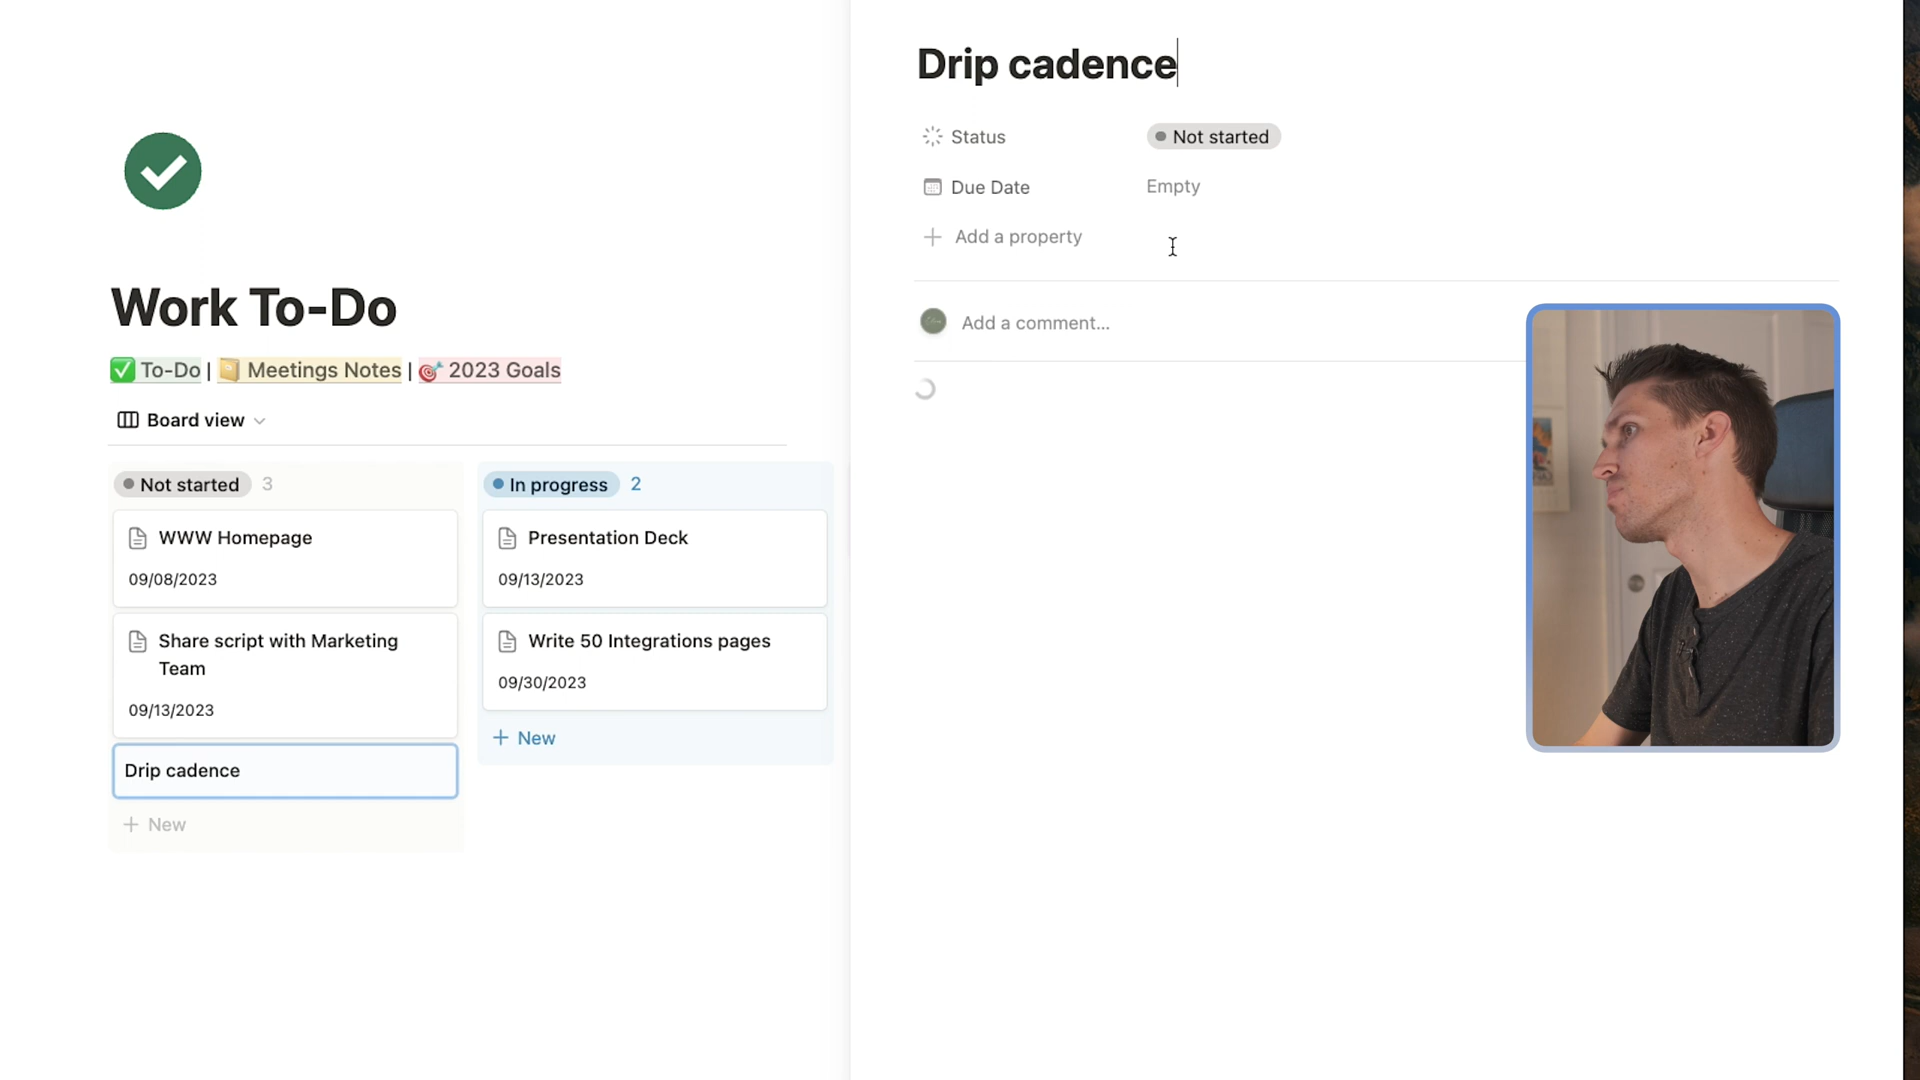 Work To-Do
To-Do | Meetings Notes | 2023 Goals
Board view
Not started 3
WWW Homepage
09/08/2023
Share script with Marketing
Team
09/13/2023
Drip cadence
+ New
In progress 2
Presentation Deck
09/13/2023
Write 50 Integrations pages
09/30/2023
+ New
Drip cadence
Status Not started
Due Date Empty
+ Add a property
Add a comment...